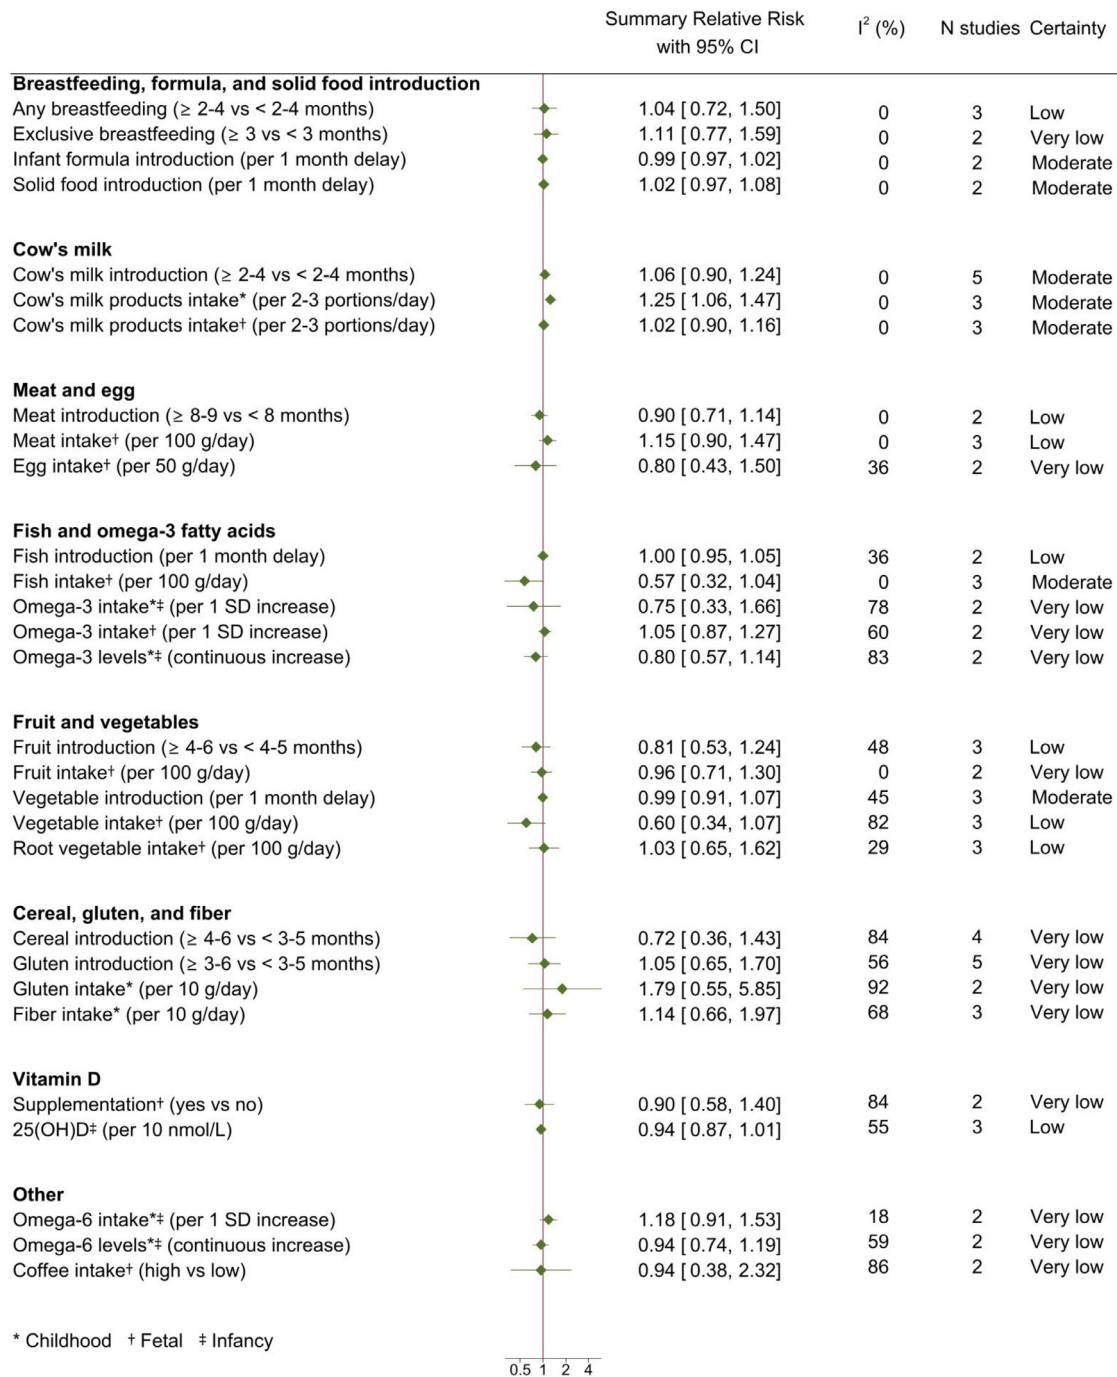 Summary Relative Risk with 95% CI I² (%) N studies Certainty
Breastfeeding, formula, and solid food introduction
Any breastfeeding (≥ 2-4 vs < 2-4 months) 1.04 [ 0.72, 1.50] 0 3 Low
Exclusive breastfeeding (≥ 3 vs < 3 months) 1.11 [ 0.77, 1.59] 0 2 Very low
Infant formula introduction (per 1 month delay) 0.99 [ 0.97, 1.02] 0 2 Moderate
Solid food introduction (per 1 month delay) 1.02 [ 0.97, 1.08] 0 2 Moderate
Cow's milk
Cow's milk introduction (≥ 2-4 vs < 2-4 months) 1.06 [ 0.90, 1.24] 0 5 Moderate
Cow's milk products intake* (per 2-3 portions/day) 1.25 [ 1.06, 1.47] 0 3 Moderate
Cow's milk products intake† (per 2-3 portions/day) 1.02 [ 0.90, 1.16] 0 3 Moderate
Meat and egg
Meat introduction (≥ 8-9 vs < 8 months) 0.90 [ 0.71, 1.14] 0 2 Low
Meat intake† (per 100 g/day) 1.15 [ 0.90, 1.47] 0 3 Low
Egg intake† (per 50 g/day) 0.80 [ 0.43, 1.50] 36 2 Very low
Fish and omega-3 fatty acids
Fish introduction (per 1 month delay) 1.00 [ 0.95, 1.05] 36 2 Low
Fish intake† (per 100 g/day) 0.57 [ 0.32, 1.04] 0 3 Moderate
Omega-3 intake*‡ (per 1 SD increase) 0.75 [ 0.33, 1.66] 78 2 Very low
Omega-3 intake† (per 1 SD increase) 1.05 [ 0.87, 1.27] 60 2 Very low
Omega-3 levels*‡ (continuous increase) 0.80 [ 0.57, 1.14] 83 2 Very low
Fruit and vegetables
Fruit introduction (≥ 4-6 vs < 4-5 months) 0.81 [ 0.53, 1.24] 48 3 Low
Fruit intake† (per 100 g/day) 0.96 [ 0.71, 1.30] 0 2 Very low
Vegetable introduction (per 1 month delay) 0.99 [ 0.91, 1.07] 45 3 Moderate
Vegetable intake† (per 100 g/day) 0.60 [ 0.34, 1.07] 82 3 Low
Root vegetable intake† (per 100 g/day) 1.03 [ 0.65, 1.62] 29 3 Low
Cereal, gluten, and fiber
Cereal introduction (≥ 4-6 vs < 3-5 months) 0.72 [ 0.36, 1.43] 84 4 Very low
Gluten introduction (≥ 3-6 vs < 3-5 months) 1.05 [ 0.65, 1.70] 56 5 Very low
Gluten intake* (per 10 g/day) 1.79 [ 0.55, 5.85] 92 2 Very low
Fiber intake* (per 10 g/day) 1.14 [ 0.66, 1.97] 68 3 Very low
Vitamin D
Supplementation† (yes vs no) 0.90 [ 0.58, 1.40] 84 2 Very low
25(OH)D‡ (per 10 nmol/L) 0.94 [ 0.87, 1.01] 55 3 Low
Other
Omega-6 intake*‡ (per 1 SD increase) 1.18 [ 0.91, 1.53] 18 2 Very low
Omega-6 levels*‡ (continuous increase) 0.94 [ 0.74, 1.19] 59 2 Very low
Coffee intake† (high vs low) 0.94 [ 0.38, 2.32] 86 2 Very low
* Childhood † Fetal ‡ Infancy
0.5 1 2 4